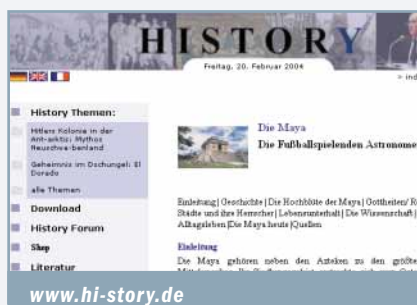 HISTORY
Freitag, 20. Februar 2004
> ind
History Themen:
Hitlers Kolonie in der
Ant-arktis: Mythos
Neuschwabenland
Geheimnis im Dschungel: El
Dorado
alle Themen
Download
History Forum
Shop
Literatur
Die Maya
Die Fußballspielenden Astronome
Einleitung | Geschichte | Die Hochblüte der Maya | Gottheiten/ R
Städte und ihre Herrscher | Lebensunterhalt | Die Wissenschaft |
Alltagsleben |Die Maya heute |Quellen
Einleitung
Die Maya gehören neben den Azteken zu den größte
www.hi-story.de